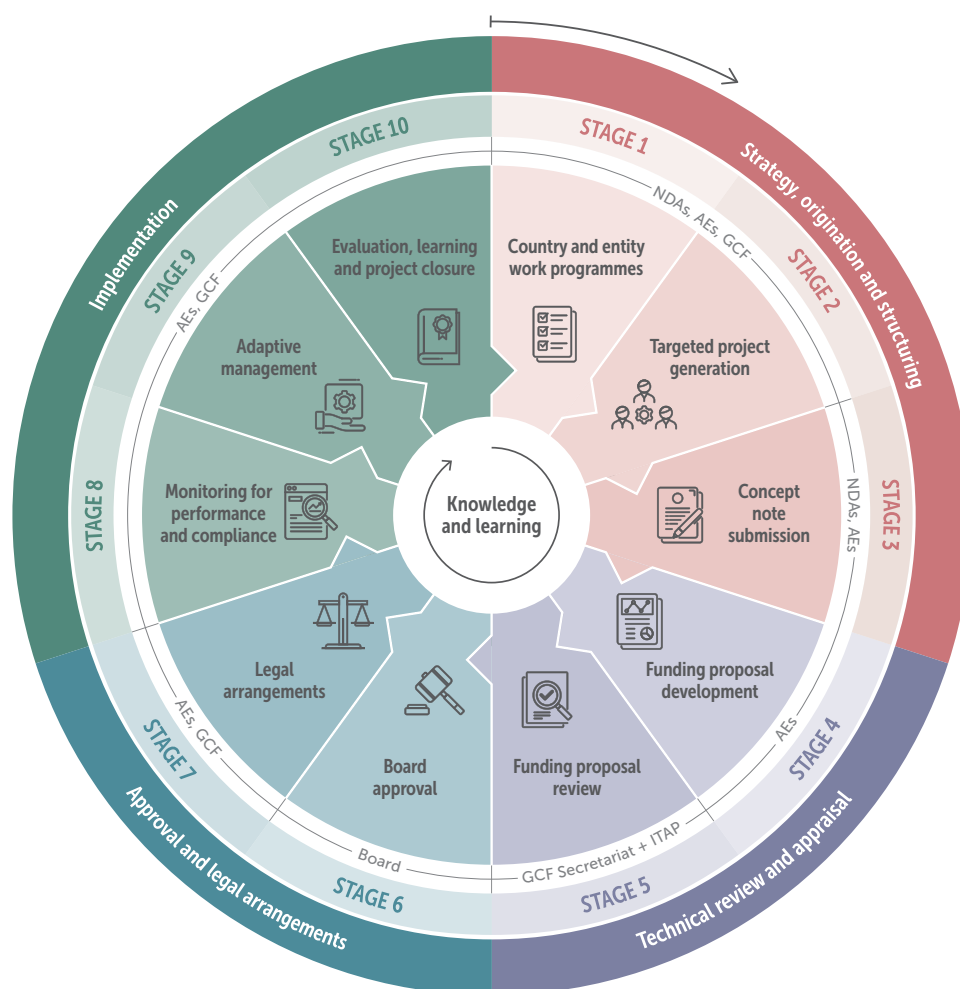 Strategy, origination and structuring
STAGE 1
NDAs, AEs, GCF
Country and entity
work programmes
STAGE 2
Targeted project
generation
STAGE 3
NDAs, AEs
Concept
note
submission
Technical review and appraisal
STAGE 4
AEs
Funding proposal
development
STAGE 5
GCF Secretariat + ITAP
Funding proposal
review
Approval and legal arrangements
STAGE 6
Board
Board
approval
STAGE 7
AEs, GCF
Legal
arrangements
Implementation
STAGE 8
Monitoring for
performance
and compliance
STAGE 9
AEs, GCF
Adaptive
management
STAGE 10
Evaluation, learning
and project closure
Knowledge
and learning